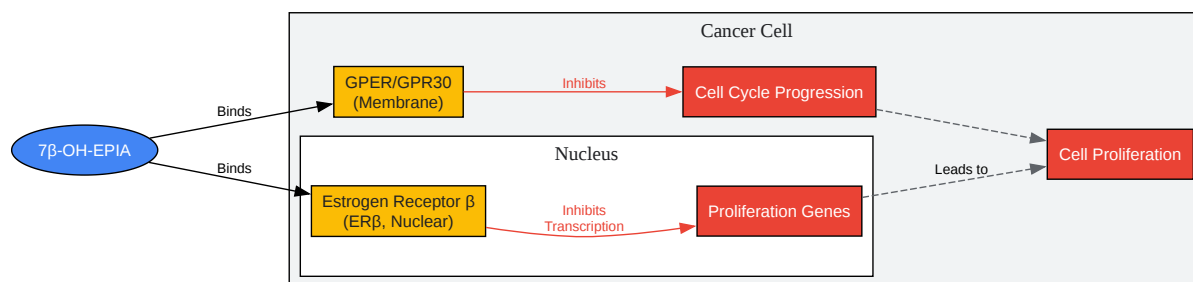 Cancer Cell
GPER/GPR30
(Membrane)
Inhibits
Cell Cycle Progression
Binds
7β-OH-EPIA
Binds
Nucleus
Estrogen Receptor β
(ERβ, Nuclear)
Inhibits
Transcription
Proliferation Genes
Leads to
Cell Proliferation